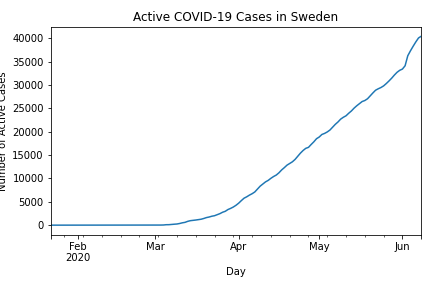 Active COVID-19 Cases in Sweden
Number of Active Cases
40000
35000
30000
25000
20000
15000
10000
5000
0
Feb Mar Apr May Jun
2020
Day